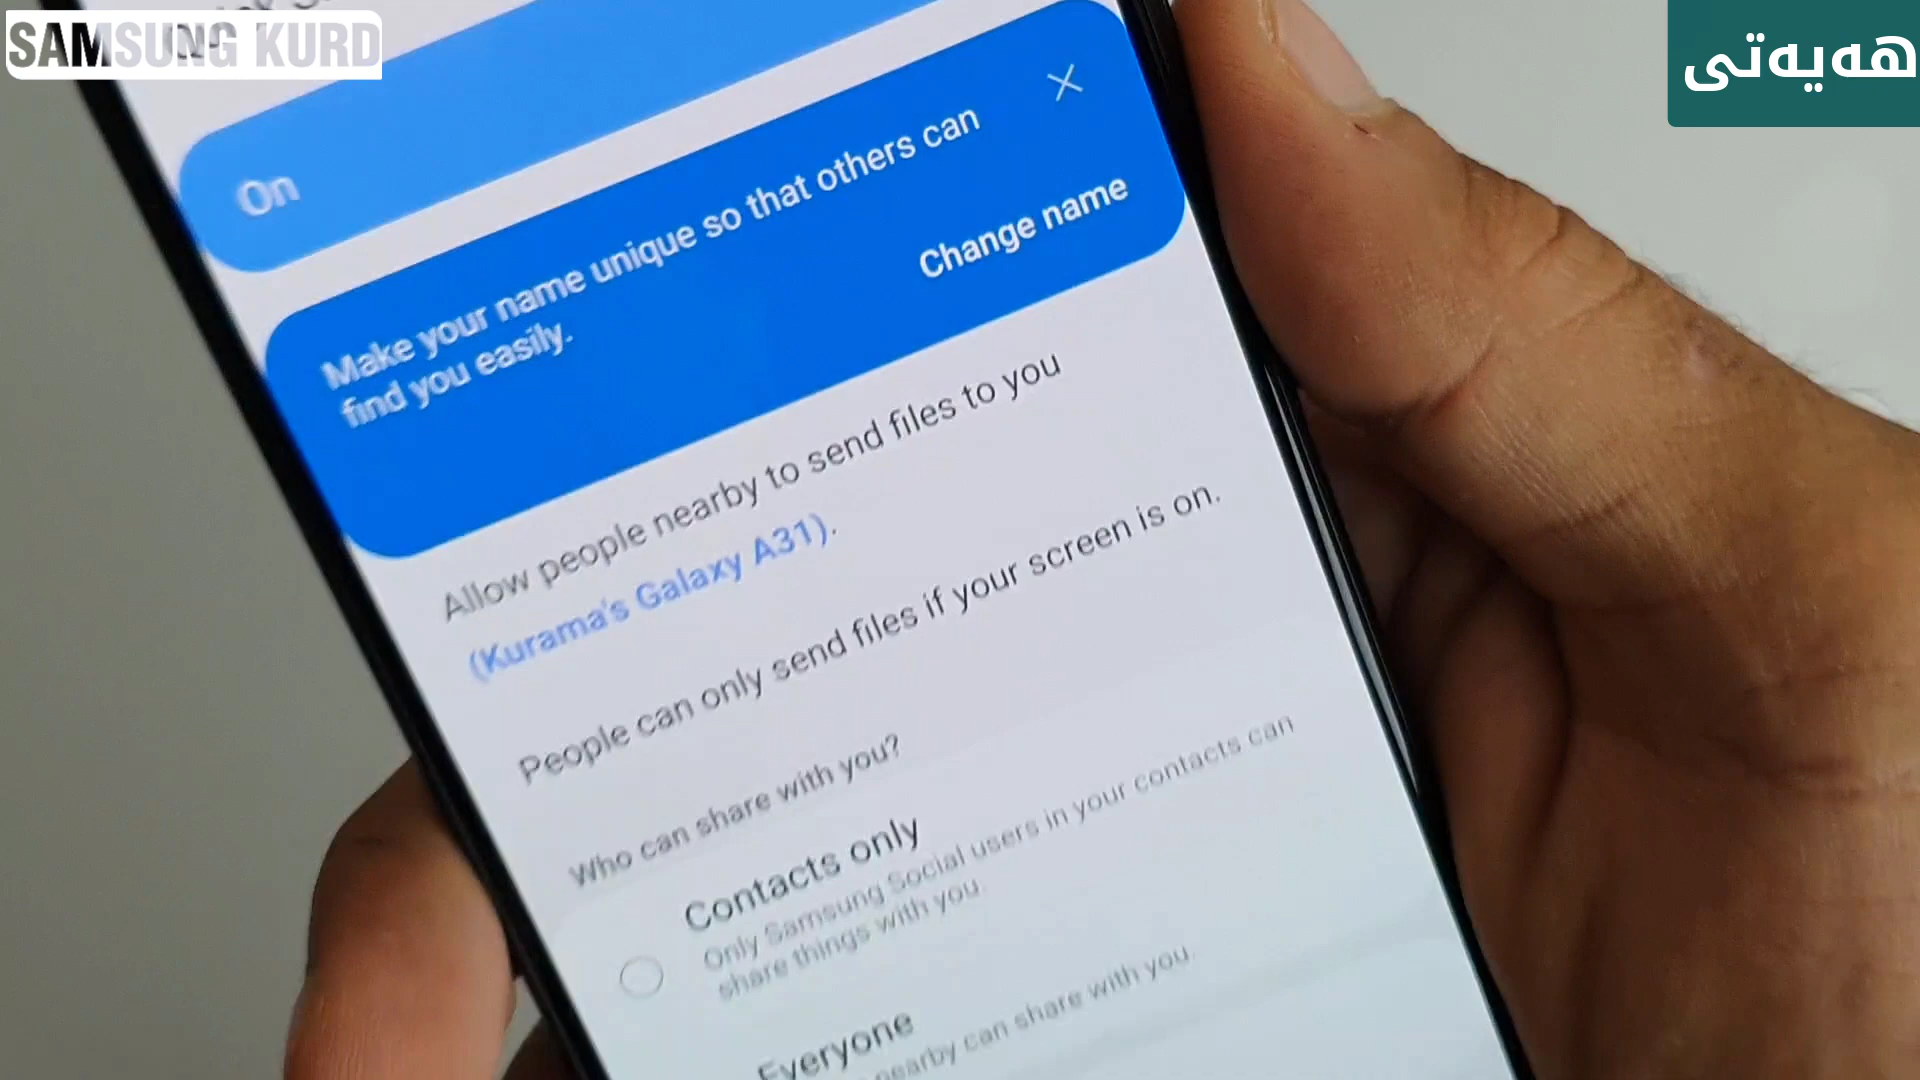 SAMSUNG KURD
هەیەتی
On
Make your name unique so that others can
find you easily.
Change name
Allow people nearby to send files to you
(Kurama's Galaxy A31).
People can only send files if your screen is on.
Who can share with you?
Contacts only
Only Samsung Social users in your contacts can
share things with you.
Everyone
nearby can share with you.